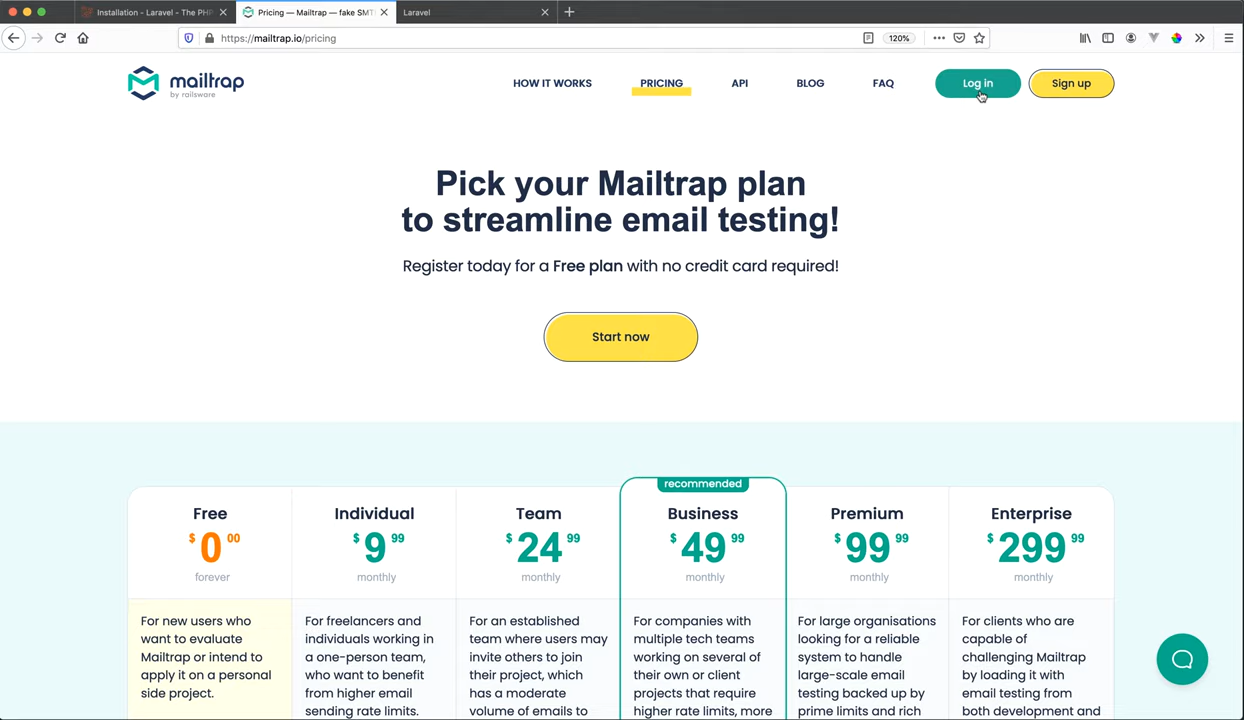 Installation - Laravel - The PHP
Pricing — Mailtrap — fake SMT
Laravel
https://mailtrap.io/pricing
120%
mailtrap
by railsware
HOW IT WORKS
PRICING
API
BLOG
FAQ
Log in
Sign up
Pick your Mailtrap plan
to streamline email testing!
Register today for a Free plan with no credit card required!
Start now
recommended
Free
$ 0 00
forever
For new users who
want to evaluate
Mailtrap or intend to
apply it on a personal
side project.
Individual
$ 9 99
monthly
For freelancers and
individuals working in
a one-person team,
who want to benefit
from higher email
sending rate limits.
Team
$ 24 99
monthly
For an established
team where users may
invite others to join
their project, which
has a moderate
volume of emails to
Business
$ 49 99
monthly
For companies with
multiple tech teams
working on several of
their own or client
projects that require
higher rate limits, more
Premium
$ 99 99
monthly
For large organisations
looking for a reliable
system to handle
large-scale email
testing backed up by
prime limits and rich
Enterprise
$ 299 99
monthly
For clients who are
capable of
challenging Mailtrap
by loading it with
email testing from
both development and